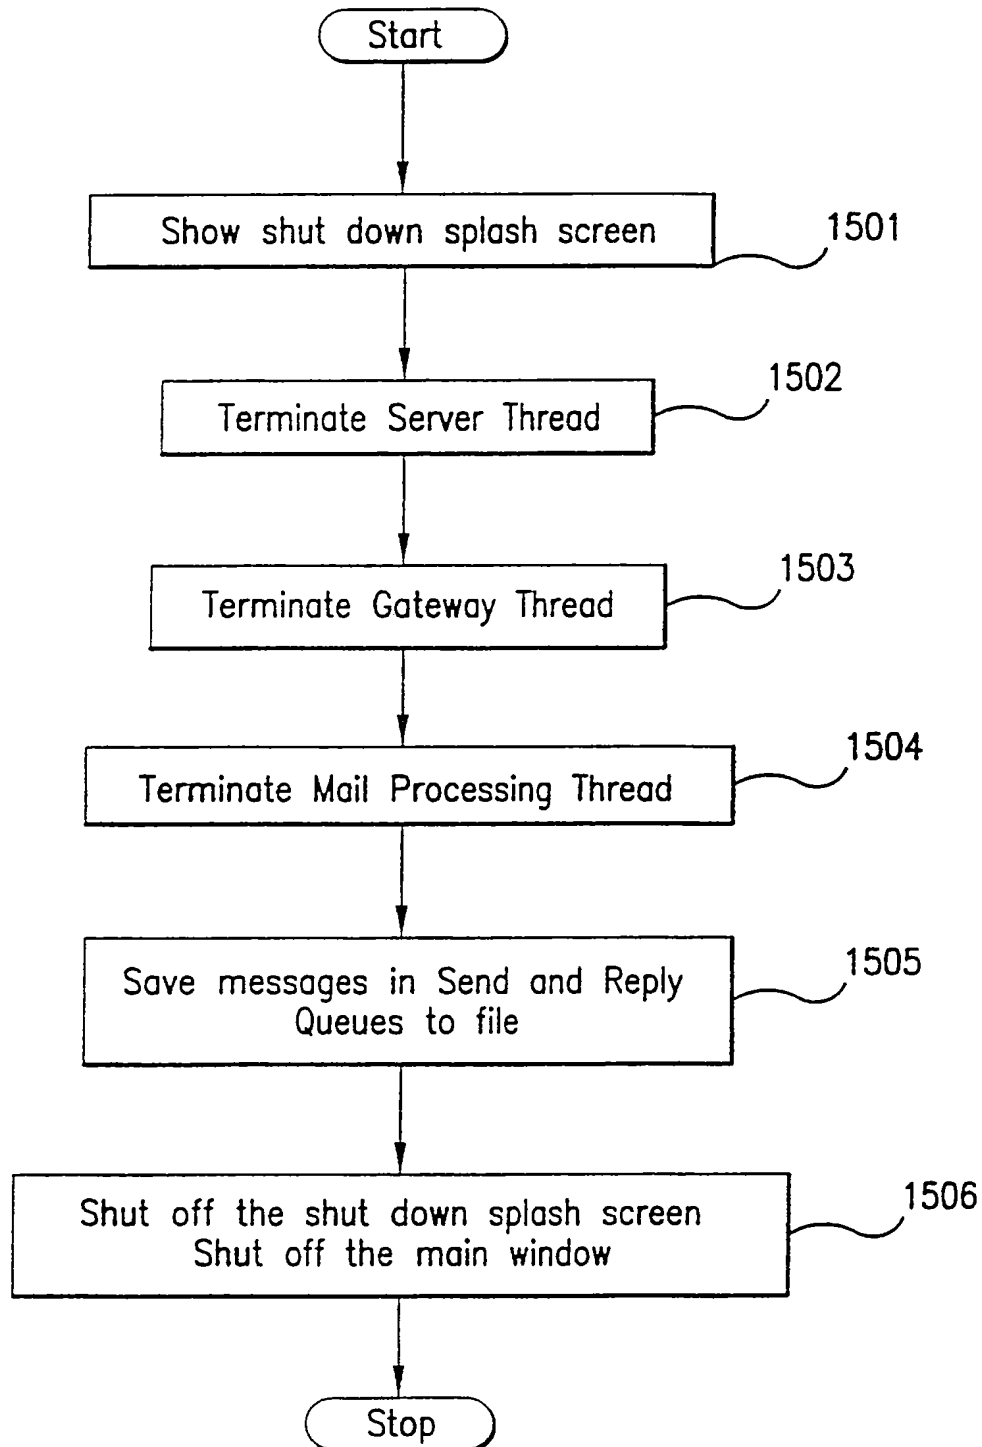 Start
Show shut down splash screen
1501
1502
Terminate Server Thread
1503
Terminate Gateway Thread
1504
Terminate Mail Processing Thread
1505
Save messages in Send and Reply
Queues to file
1506
Shut off the shut down splash screen
Shut off the main window
Stop